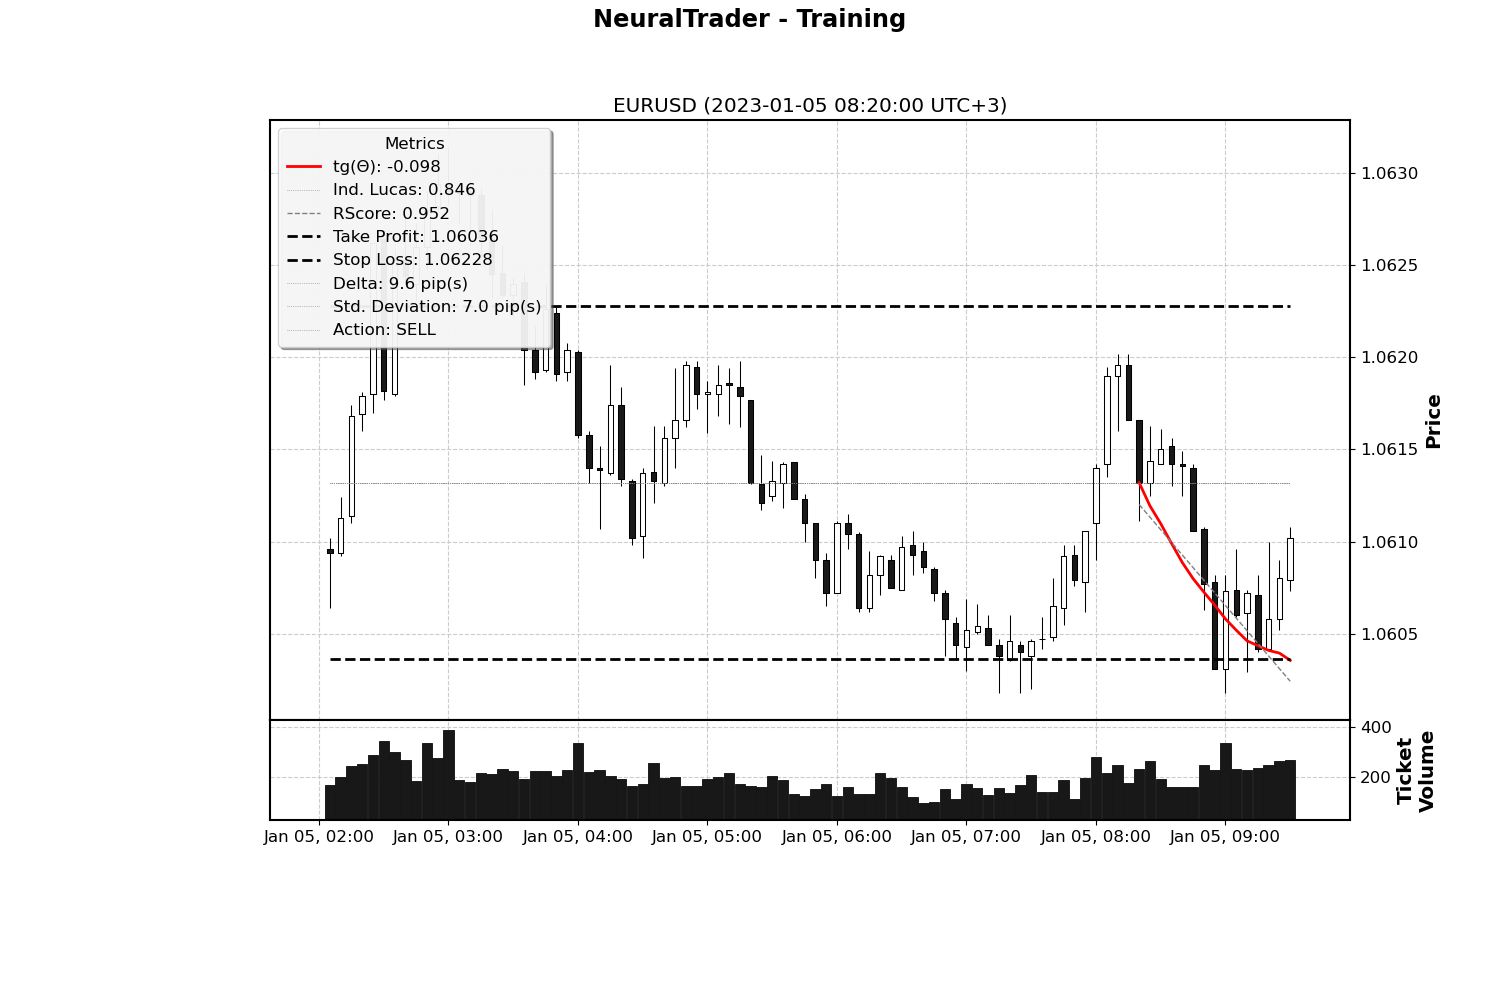 NeuralTrader - Training
EURUSD (2023-01-05 08:20:00 UTC+3)
Metrics
tg(Θ): -0.098
Ind. Lucas: 0.846
RScore: 0.952
Take Profit: 1.06036
Stop Loss: 1.06228
Delta: 9.6 pip(s)
Std. Deviation: 7.0 pip(s)
Action: SELL
1.0630
1.0625
1.0620
1.0615
1.0610
1.0605
Price
400
200
Ticket
Volume
Jan 05, 02:00
Jan 05, 03:00
Jan 05, 04:00
Jan 05, 05:00
Jan 05, 06:00
Jan 05, 07:00
Jan 05, 08:00
Jan 05, 09:00